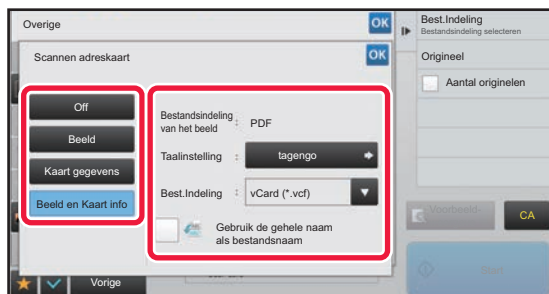 Overige
OK
Best.Indeling
Bestandsindeling selecteren
Scannen adreskaart
OK
Origineel
Aantal originelen
Off
Beeld
Kaart gegevens
Beeld en Kaart info
Bestandsindeling
van het beeld : PDF
Taalinstelling : tagengo
Best.Indeling : vCard (*.vcf)
Gebruik de gehele naam
als bestandsnaam
Voorbeeld-
CA
Start
Vorige